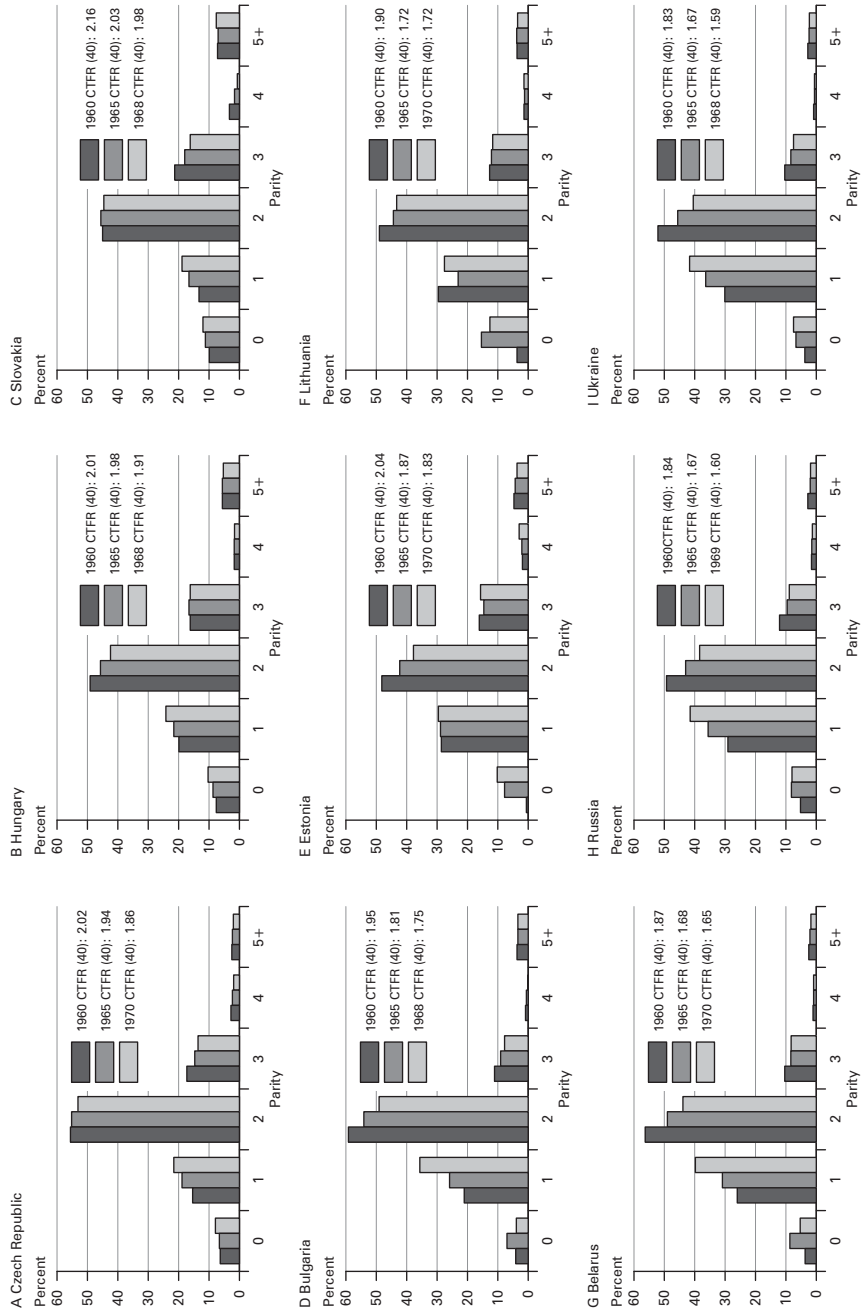 A Czech Republic
Percent
60
50
40
30
20
10
0
0 1 2 3 4 5+
Parity
1960 CTFR (40): 2.02
1965 CTFR (40): 1.94
1970 CTFR (40): 1.86
B Hungary
Percent
60
50
40
30
20
10
0
0 1 2 3 4 5+
Parity
1960 CTFR (40): 2.01
1965 CTFR (40): 1.98
1968 CTFR (40): 1.91
C Slovakia
Percent
60
50
40
30
20
10
0
0 1 2 3 4 5+
Parity
1960 CTFR (40): 2.16
1965 CTFR (40): 2.03
1968 CTFR (40): 1.98
D Bulgaria
Percent
60
50
40
30
20
10
0
0 1 2 3 4 5+
Parity
1960 CTFR (40): 1.95
1965 CTFR (40): 1.81
1968 CTFR (40): 1.75
E Estonia
Percent
60
50
40
30
20
10
0
0 1 2 3 4 5+
Parity
1960 CTFR (40): 2.04
1965 CTFR (40): 1.87
1970 CTFR (40): 1.83
F Lithuania
Percent
60
50
40
30
20
10
0
0 1 2 3 4 5+
Parity
1960 CTFR (40): 1.90
1965 CTFR (40): 1.72
1970 CTFR (40): 1.72
G Belarus
Percent
60
50
40
30
20
10
0
0 1 2 3 4 5+
Parity
1960 CTFR (40): 1.87
1965 CTFR (40): 1.68
1970 CTFR (40): 1.65
H Russia
Percent
60
50
40
30
20
10
0
0 1 2 3 4 5+
Parity
1960CTFR (40): 1.84
1965 CTFR (40): 1.67
1969 CTFR (40): 1.60
I Ukraine
Percent
60
50
40
30
20
10
0
0 1 2 3 4 5+
Parity
1960 CTFR (40): 1.83
1965 CTFR (40): 1.67
1968 CTFR (40): 1.59